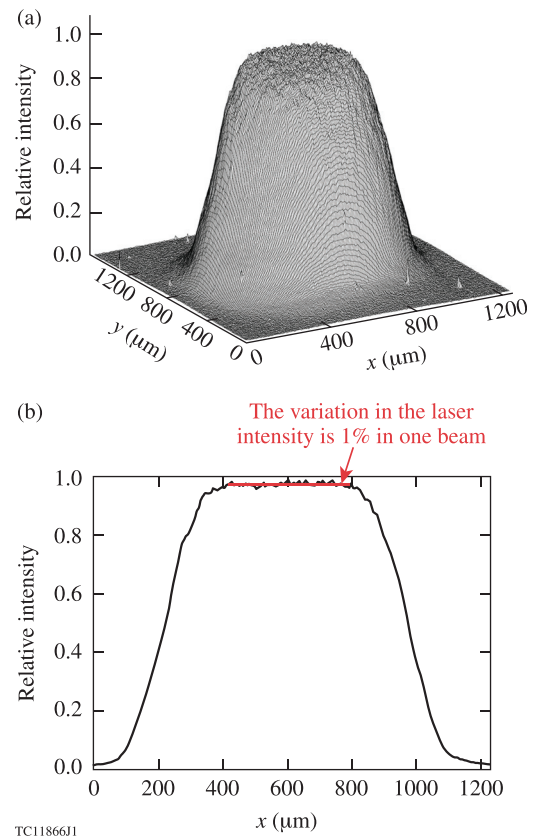 (a)
1.0
0.8
0.6
0.4
0.2
0.0
Relative intensity
1200
800
400
0
y (μm)
0
400
800
1200
x (μm)
(b)
The variation in the laser
intensity is 1% in one beam
1.0
0.8
0.6
0.4
0.2
0.0
Relative intensity
0
200
400
600
800
1000
1200
x (μm)
TC11866J1